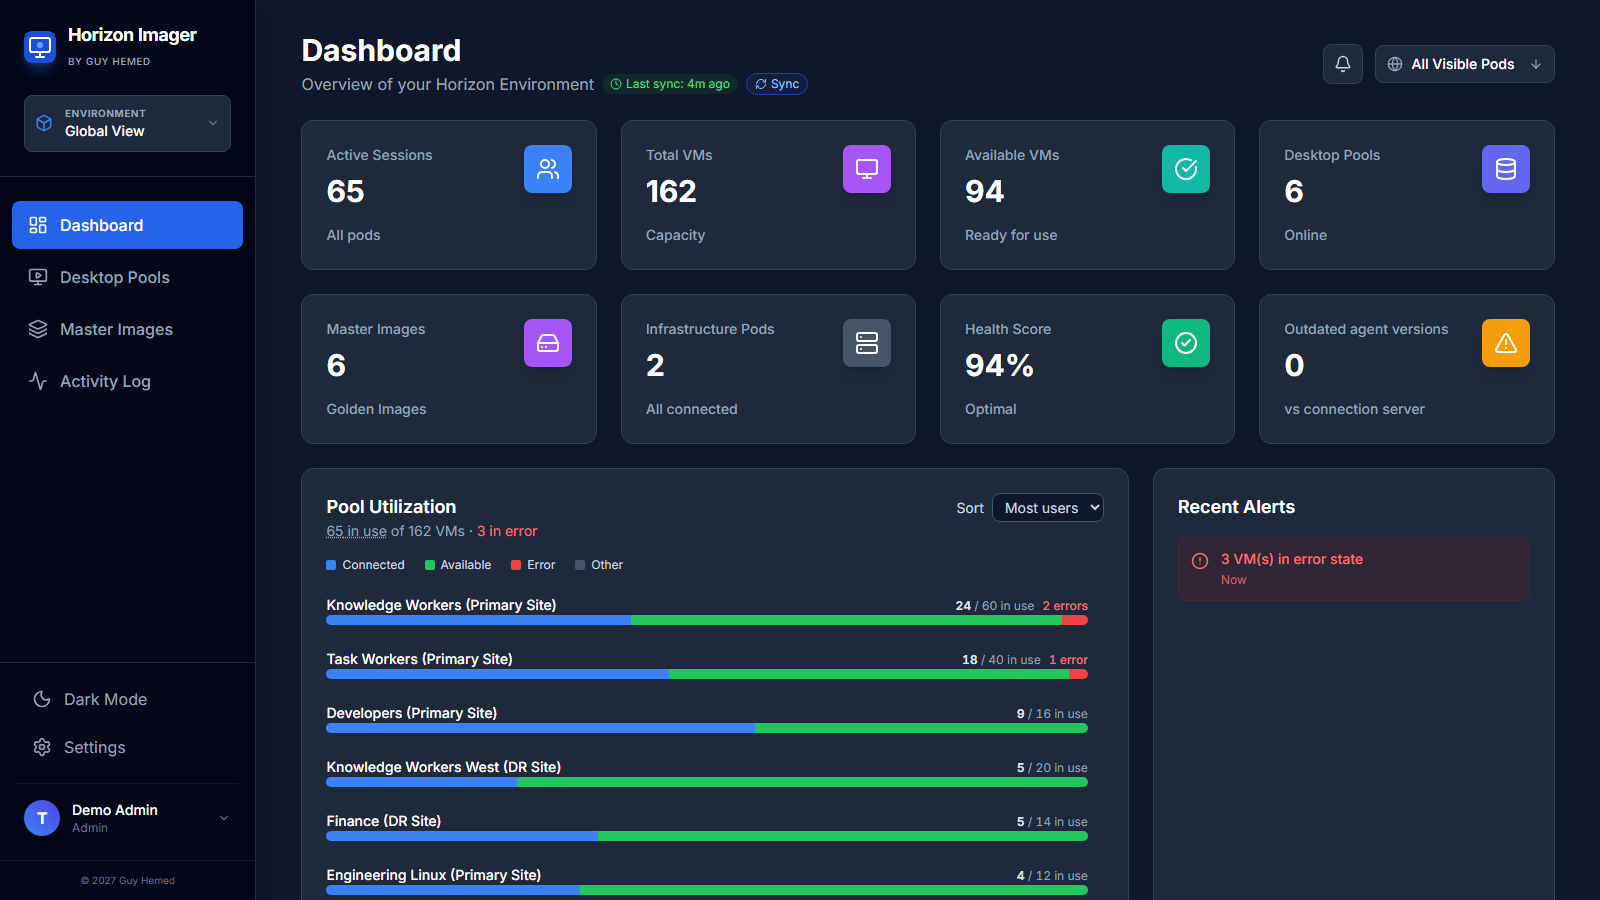 Horizon Imager
BY GUY HEMED
ENVIRONMENT
Global View
Dashboard
Desktop Pools
Master Images
Activity Log
Dark Mode
Settings
T
Demo Admin
Admin
© 2027 Guy Hemed
Dashboard
Overview of your Horizon Environment
Last sync: 4m ago
Sync
All Visible Pods
Active Sessions
65
All pods
Total VMs
162
Capacity
Available VMs
94
Ready for use
Desktop Pools
6
Online
Master Images
6
Golden Images
Infrastructure Pods
2
All connected
Health Score
94%
Optimal
Outdated agent versions
0
vs connection server
Pool Utilization
65 in use of 162 VMs · 3 in error
Sort
Most users
Connected
Available
Error
Other
Knowledge Workers (Primary Site)
24 / 60 in use 2 errors
Task Workers (Primary Site)
18 / 40 in use 1 error
Developers (Primary Site)
9 / 16 in use
Knowledge Workers West (DR Site)
5 / 20 in use
Finance (DR Site)
5 / 14 in use
Engineering Linux (Primary Site)
4 / 12 in use
Recent Alerts
3 VM(s) in error state
Now